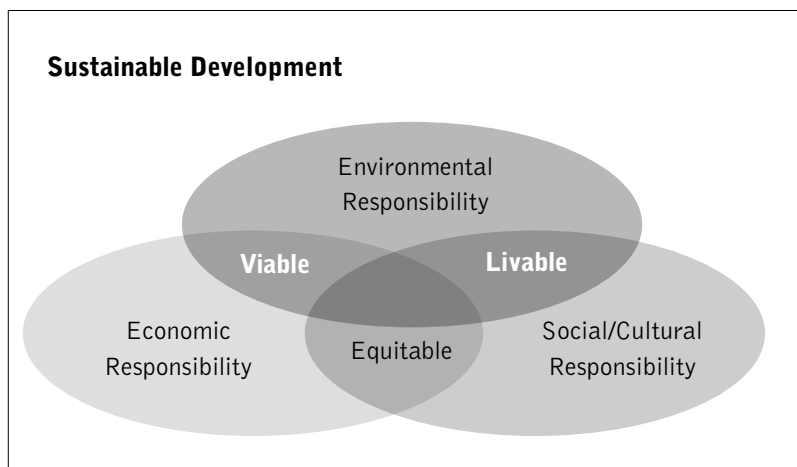 Sustainable Development
Environmental
Responsibility
Viable
Livable
Economic
Responsibility
Equitable
Social/Cultural
Responsibility